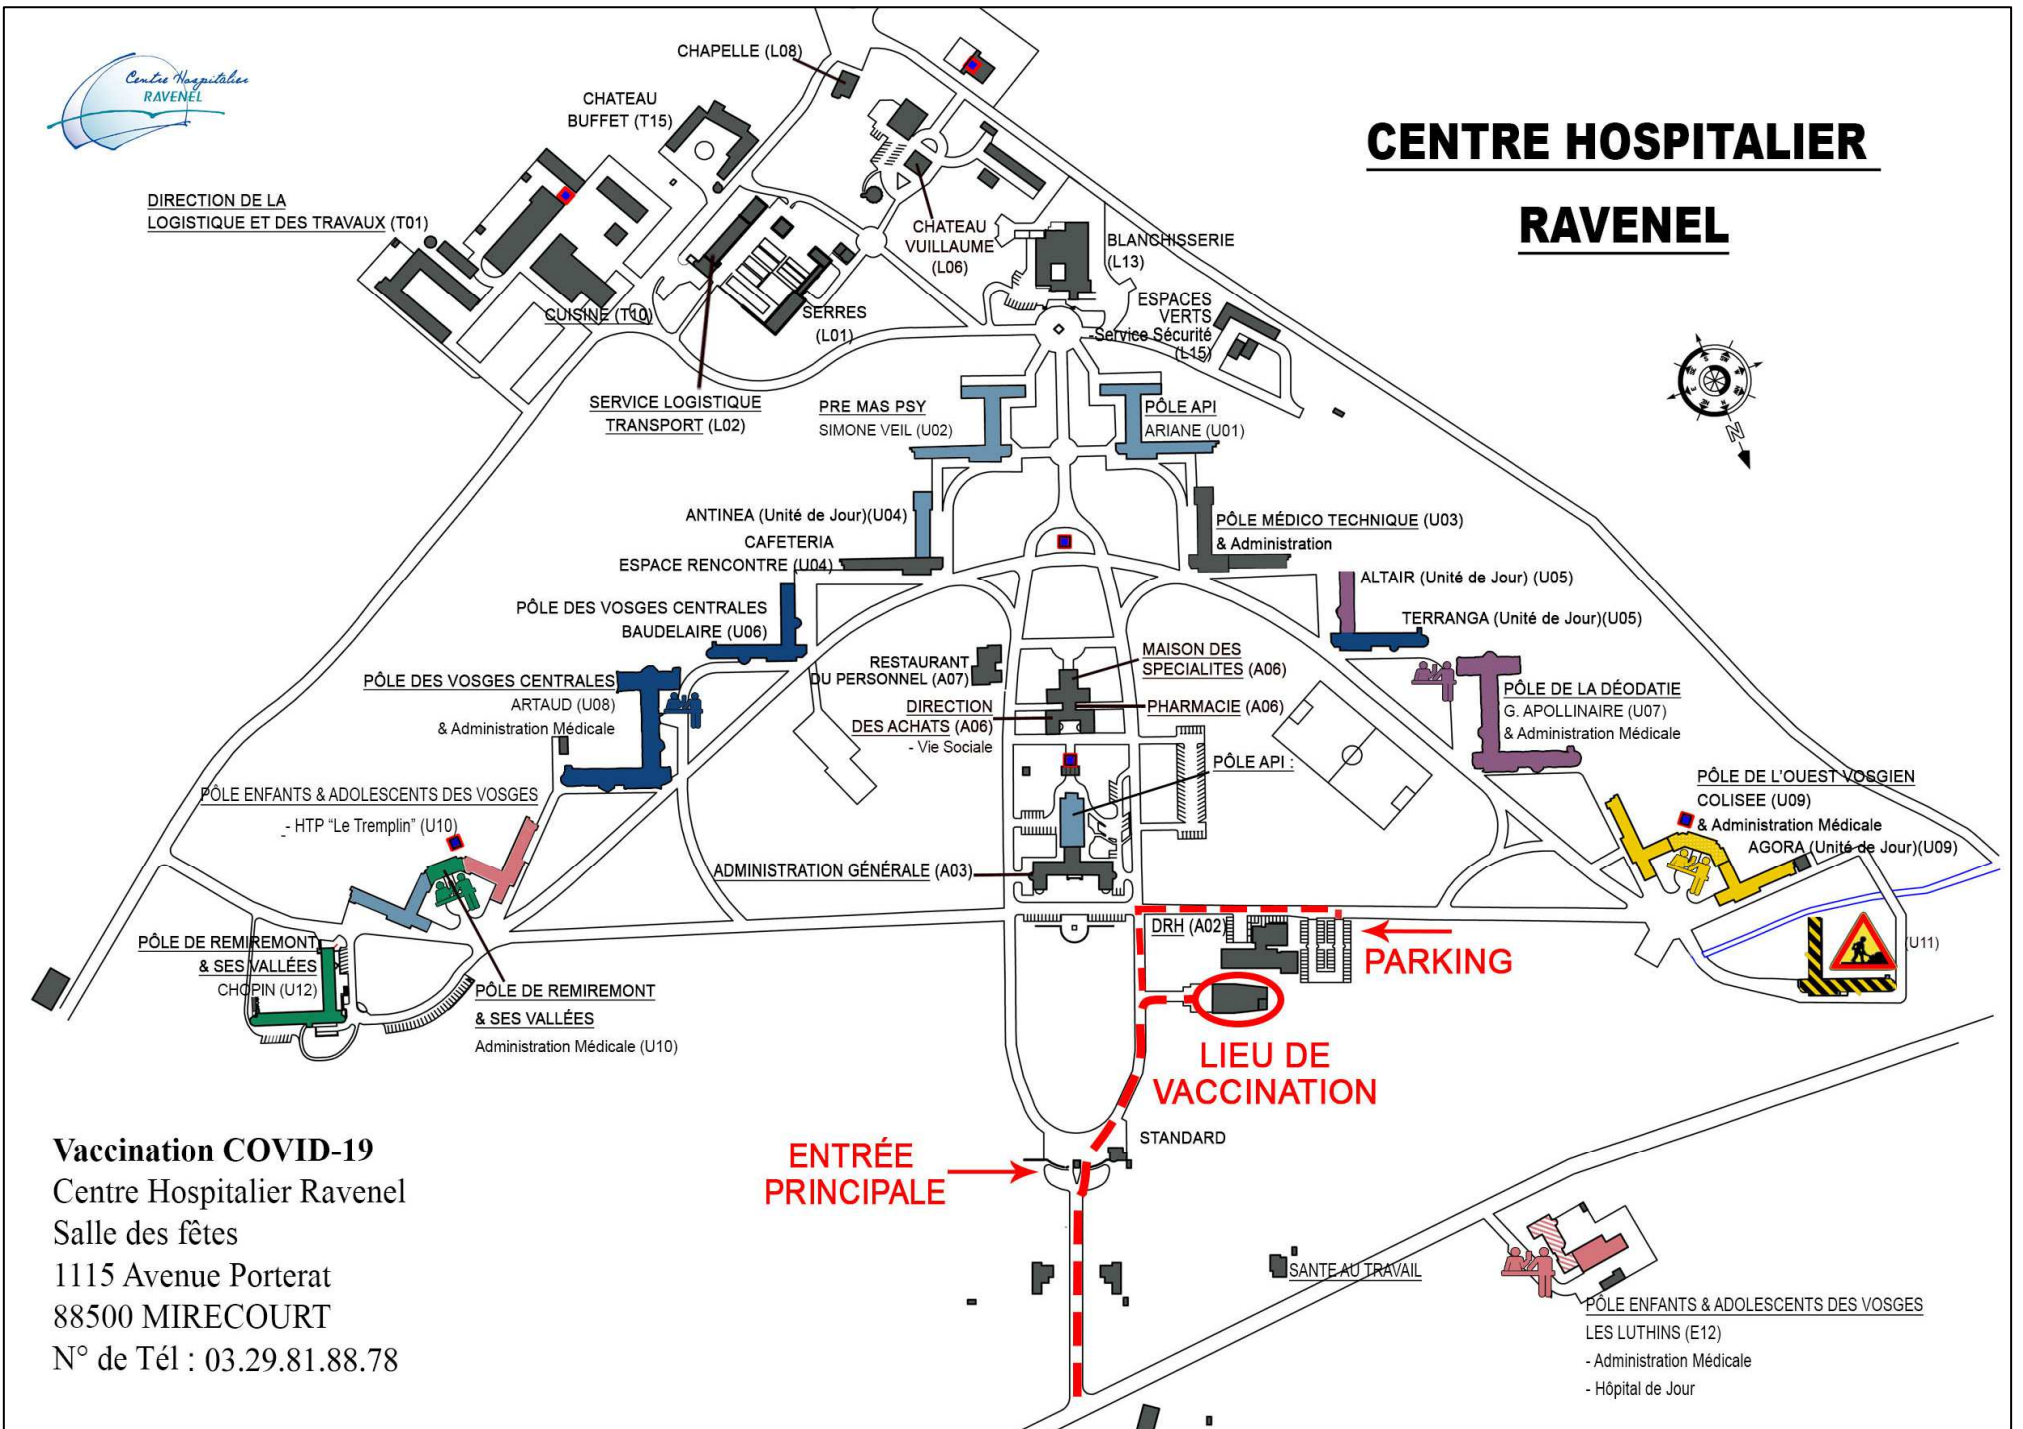 Centre Hospitalier
RAVENEL
CENTRE HOSPITALIER
RAVENEL
CHAPELLE (L08)
CHATEAU
BUFFET (T15)
DIRECTION DE LA
LOGISTIQUE ET DES TRAVAUX (T01)
CHATEAU
VUILLAUME
(L06)
BLANCHISSERIE
(L13)
CUISINE (T10)
SERRES
(L01)
ESPACES
VERTS
-Service Sécurité
(L15)
SERVICE LOGISTIQUE
TRANSPORT (L02)
PRE MAS PSY
SIMONE VEIL (U02)
PÔLE API
ARIANE (U01)
N
ANTINEA (Unité de Jour)(U04)
CAFETERIA
ESPACE RENCONTRE (U04)
PÔLE MÉDICO TECHNIQUE (U03)
& Administration
PÔLE DES VOSGES CENTRALES
BAUDELAIRE (U06)
ALTAIR (Unité de Jour) (U05)
TERRANGA (Unité de Jour)(U05)
RESTAURANT
DU PERSONNEL (A07)
MAISON DES
SPECIALITES (A06)
PÔLE DES VOSGES CENTRALES
ARTAUD (U08)
& Administration Médicale
DIRECTION
DES ACHATS (A06)
- Vie Sociale
PHARMACIE (A06)
PÔLE DE LA DÉODATIE
G. APOLLINAIRE (U07)
& Administration Médicale
PÔLE API :
PÔLE ENFANTS & ADOLESCENTS DES VOSGES
- HTP “Le Tremplin” (U10)
-
PÔLE DE L'OUEST VOSGIEN
COLISEE (U09)
& Administration Médicale
AGORA (Unité de Jour)(U09)
ADMINISTRATION GÉNÉRALE (A03)
DRH (A02)
PARKING
(U11)
PÔLE DE REMIREMONT
& SES VALLÉES
CHOPIN (U12)
PÔLE DE REMIREMONT
& SES VALLÉES
Administration Médicale (U10)
LIEU DE
VACCINATION
STANDARD
ENTRÉE
PRINCIPALE
Vaccination COVID-19
Centre Hospitalier Ravenel
Salle des fêtes
1115 Avenue Porterat
88500 MIRECOURT
N° de Tél : 03.29.81.88.78
SANTE AU TRAVAIL
PÔLE ENFANTS & ADOLESCENTS DES VOSGES
LES LUTHINS (E12)
- Administration Médicale
- Hôpital de Jour